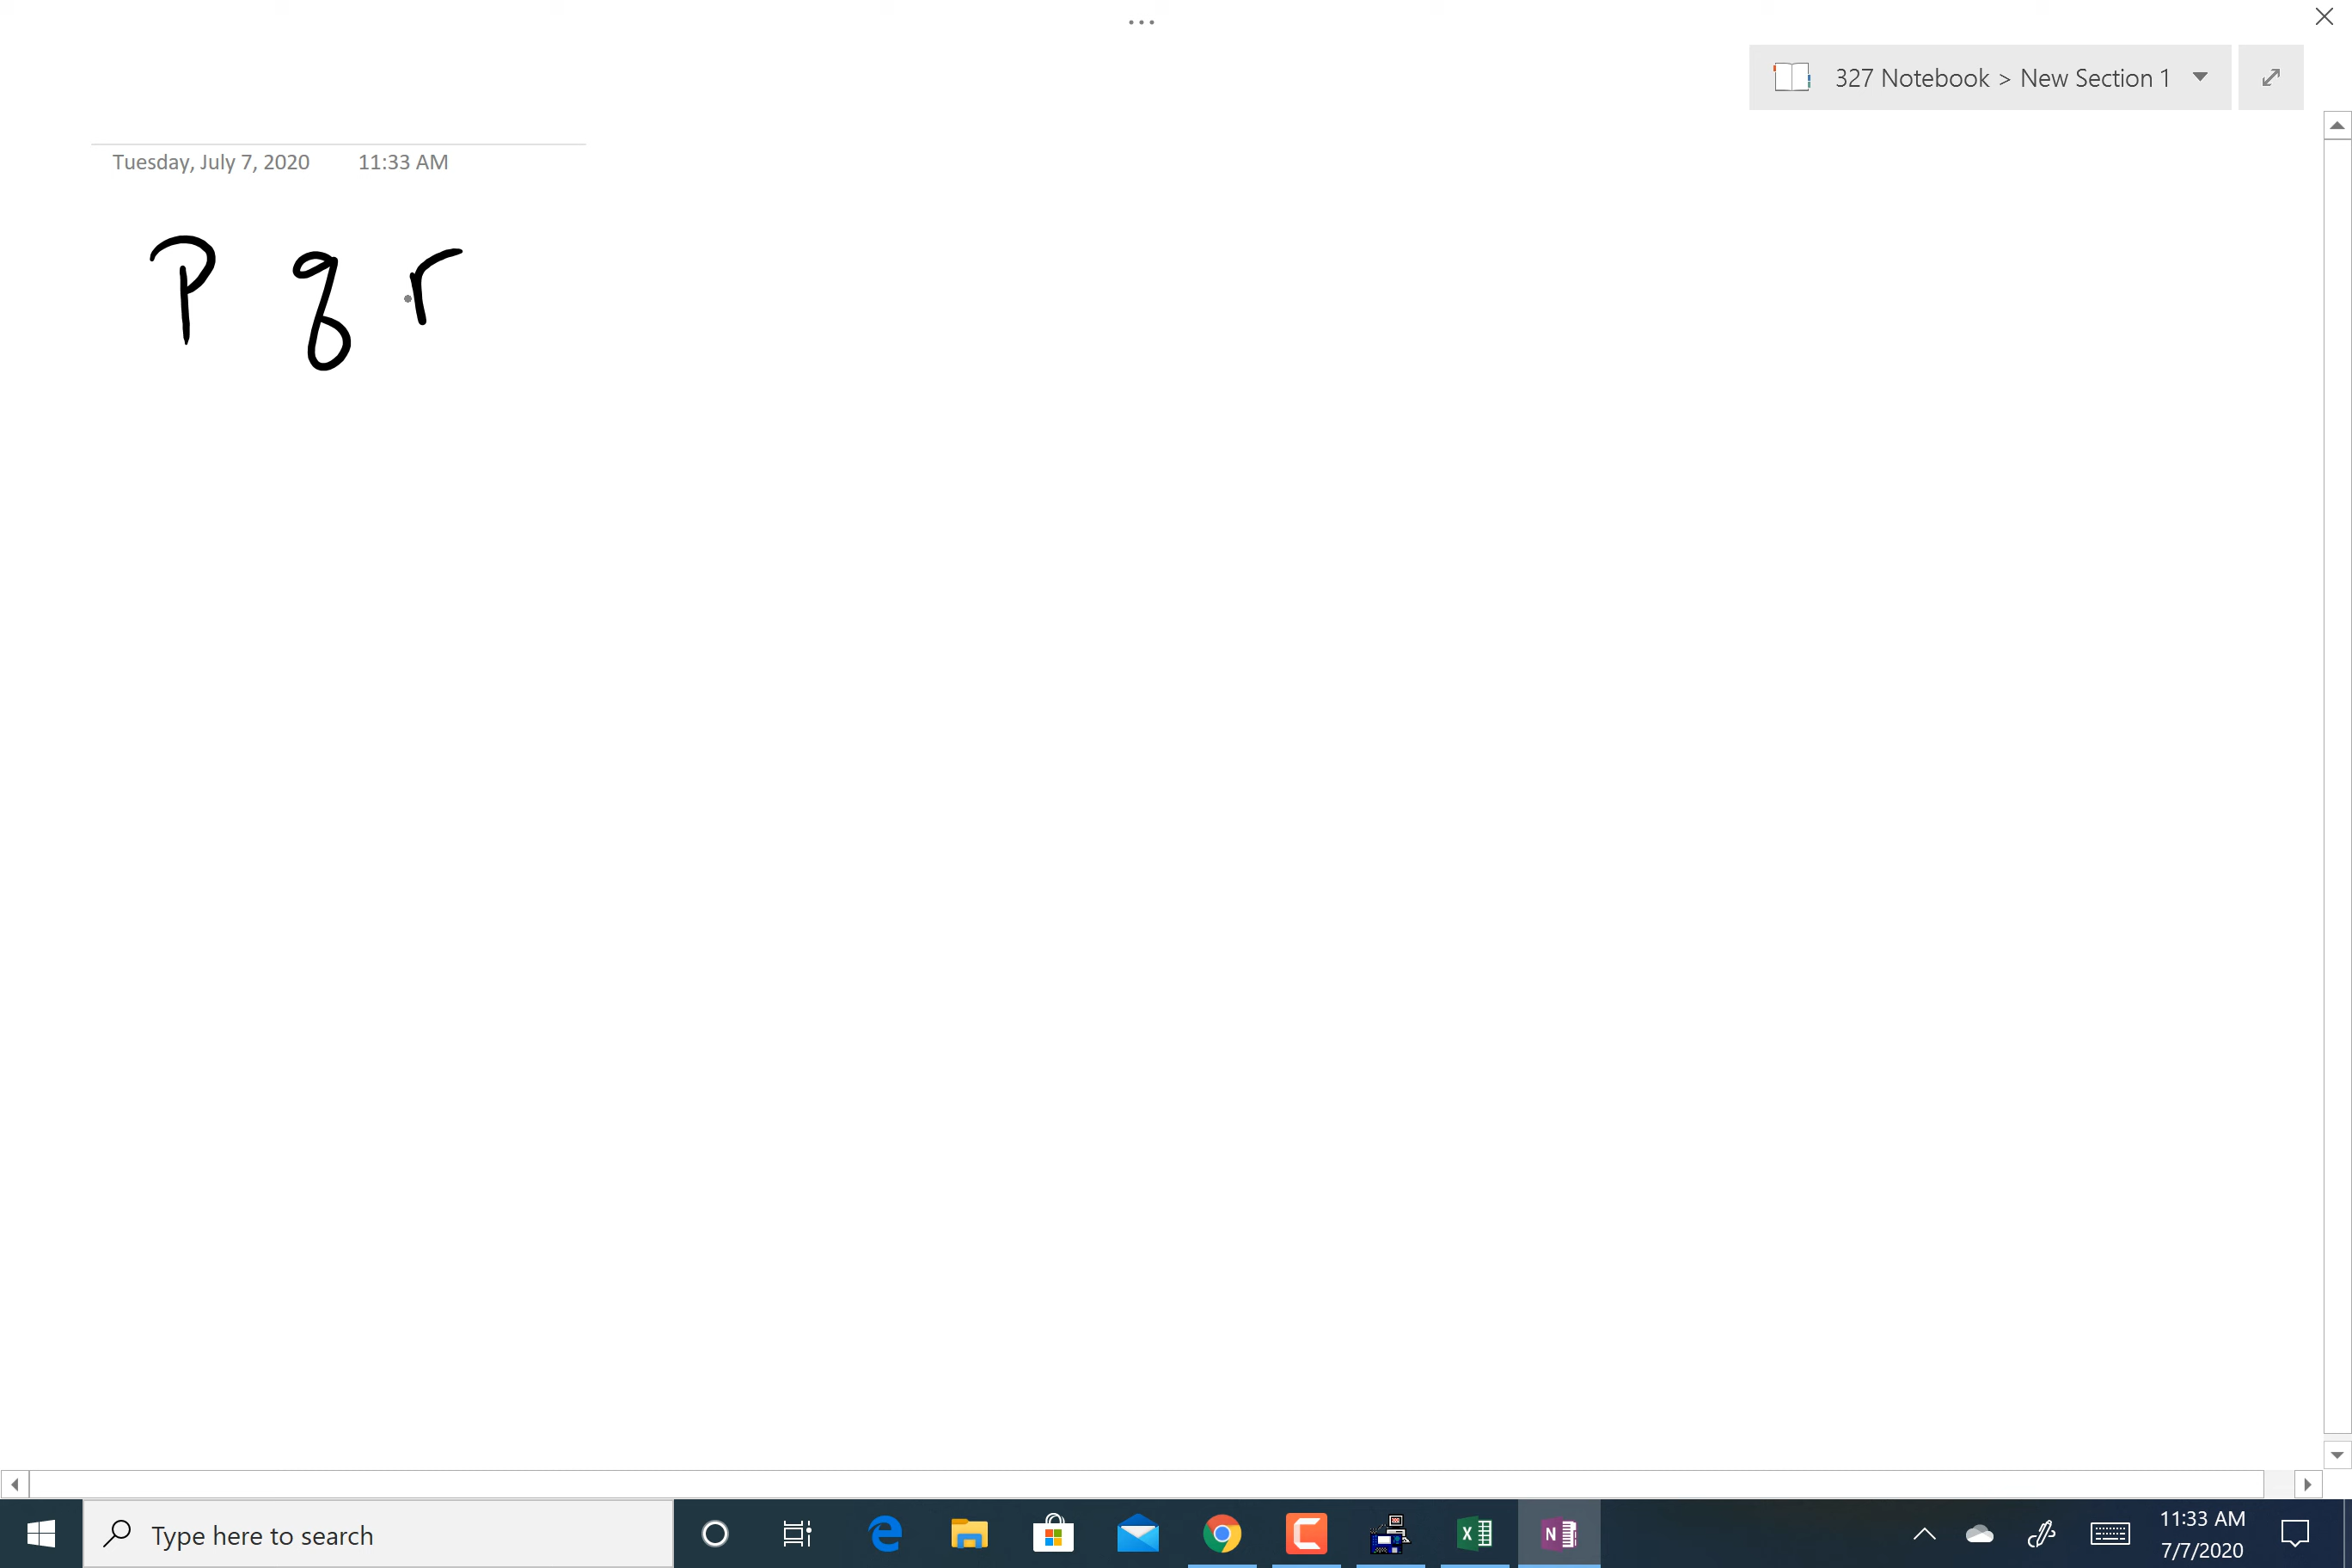 ...
327 Notebook > New Section 1
Tuesday, July 7, 2020 11:33 AM
P q r
Type here to search
11:33 AM
7/7/2020